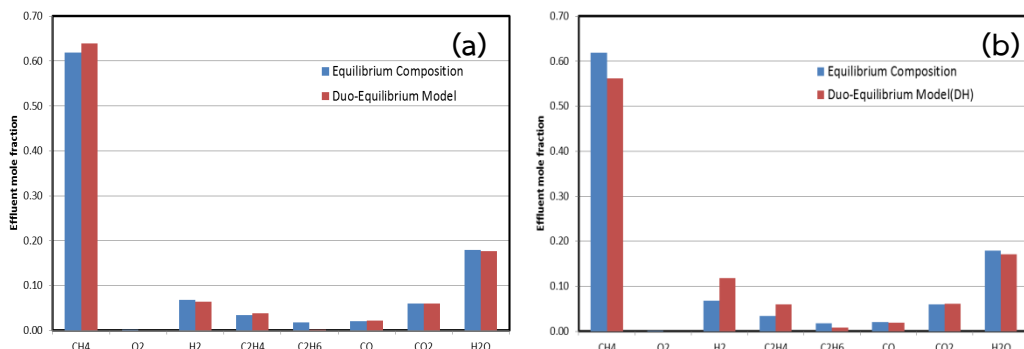 (a)
0.70
0.60
0.50
0.40
0.30
0.20
0.10
0.00
Effluent mole fraction
Equilibrium Composition
Duo-Equilibrium Model
CH4 O2 H2 C2H4 C2H6 CO CO2 H2O
(b)
0.70
0.60
0.50
0.40
0.30
0.20
0.10
0.00
Effluent mole fraction
Equilibrium Composition
Duo-Equilibrium Model(DH)
CH4 O2 H2 C2H4 C2H6 CO CO2 H2O